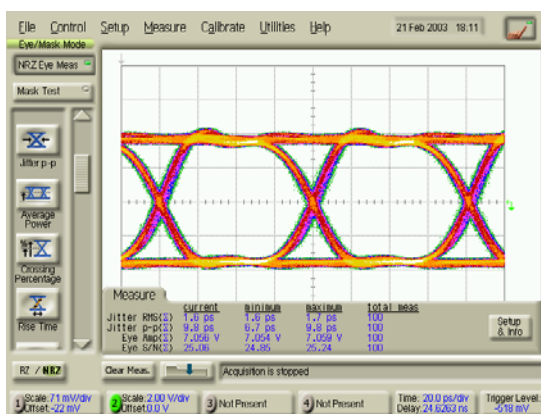 File Control Setup Measure Calibrate Utilities Help 21 Feb 2003 18:11
Eye/Mask Mode
NRZ Eye Meas
Mask Test
Jitter p-p
Average
Power
Crossing
Percentage
Rise Time
Measure
current minimum maximum total meas
Jitter RMS(Σ) 1.6 ps 1.6 ps 1.7 ps 100
Jitter p-p(Σ) 9.8 ps 6.7 ps 9.8 ps 100
Eye Amp(Σ) 7.056 V 7.054 V 7.059 V 100
Eye S/N(Σ) 25.06 24.85 25.24 100
Setup
& Info
RZ / NRZ
Clear Meas.
Acquisition is stopped
1) Scale:71 mV/div
Offset:-22 mV
2) Scale:2.00 V/div
Offset:0.0 V
3) Not Present
4) Not Present
Time: 20.0 ps/div
Delay:24.6263 ns
Trigger Level:
-518 mV